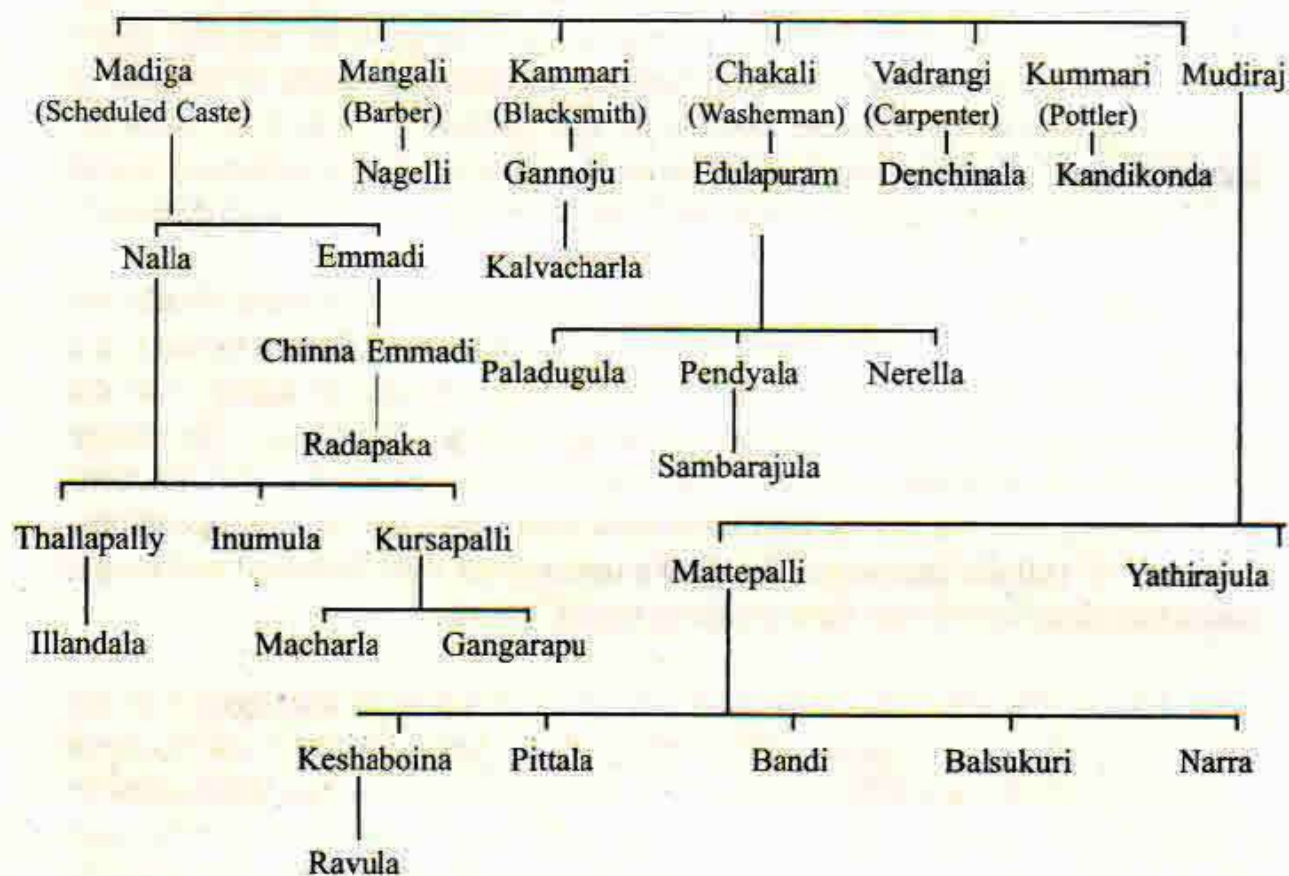 Madiga Mangali Kammari Chakali Vadrangi Kummari Mudiraj
(Scheduled Caste) (Barber) (Blacksmith) (Washerman) (Carpenter) (Pottler)
Nagelli Gannoju Edulapuram Denchinala Kandikonda
Nalla Emmadi Kalvacharla
Chinna Emmadi Paladugula Pendyala Nerella
Radapaka Sambarajula
Thallapally Inumula Kursapalli
Mattepalli Yathirajula
Illandala Macharla Gangarapu
Keshaboina Pittala Bandi Balsukuri Narra
Ravula